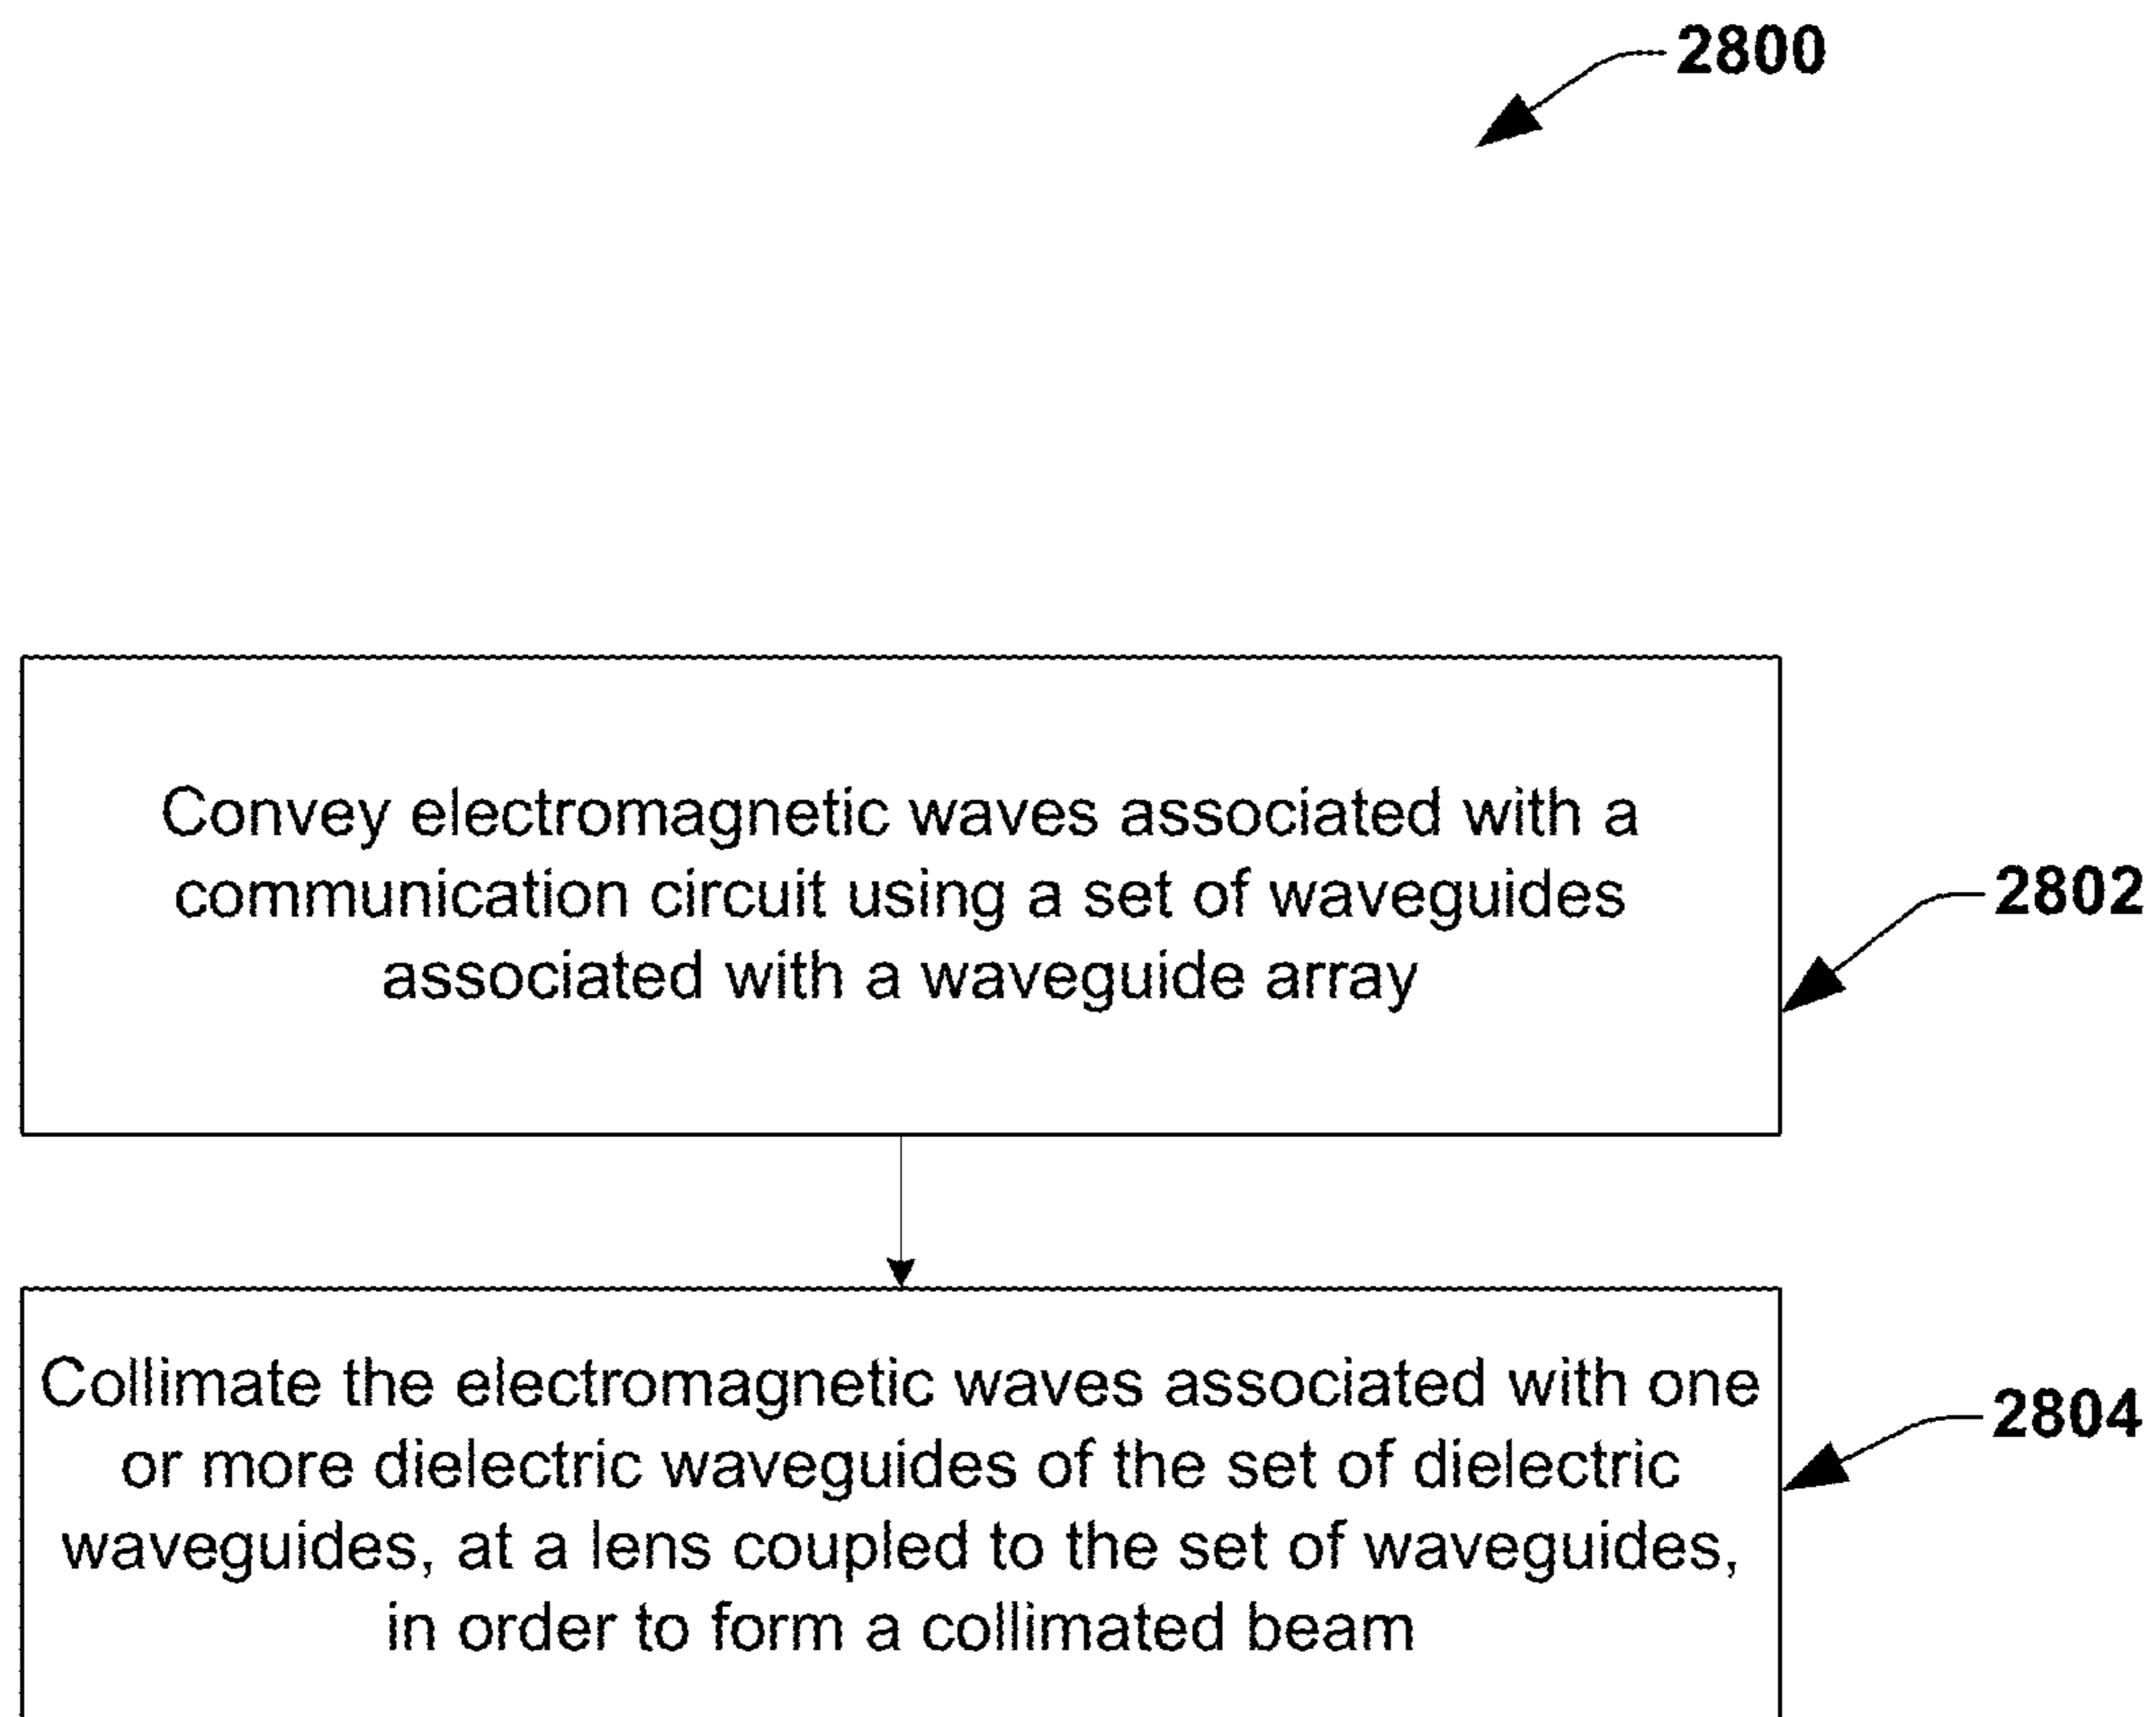 2800
Convey electromagnetic waves associated with a
communication circuit using a set of waveguides
associated with a waveguide array
2802
Collimate the electromagnetic waves associated with one
or more dielectric waveguides of the set of dielectric
waveguides, at a lens coupled to the set of waveguides,
in order to form a collimated beam
2804